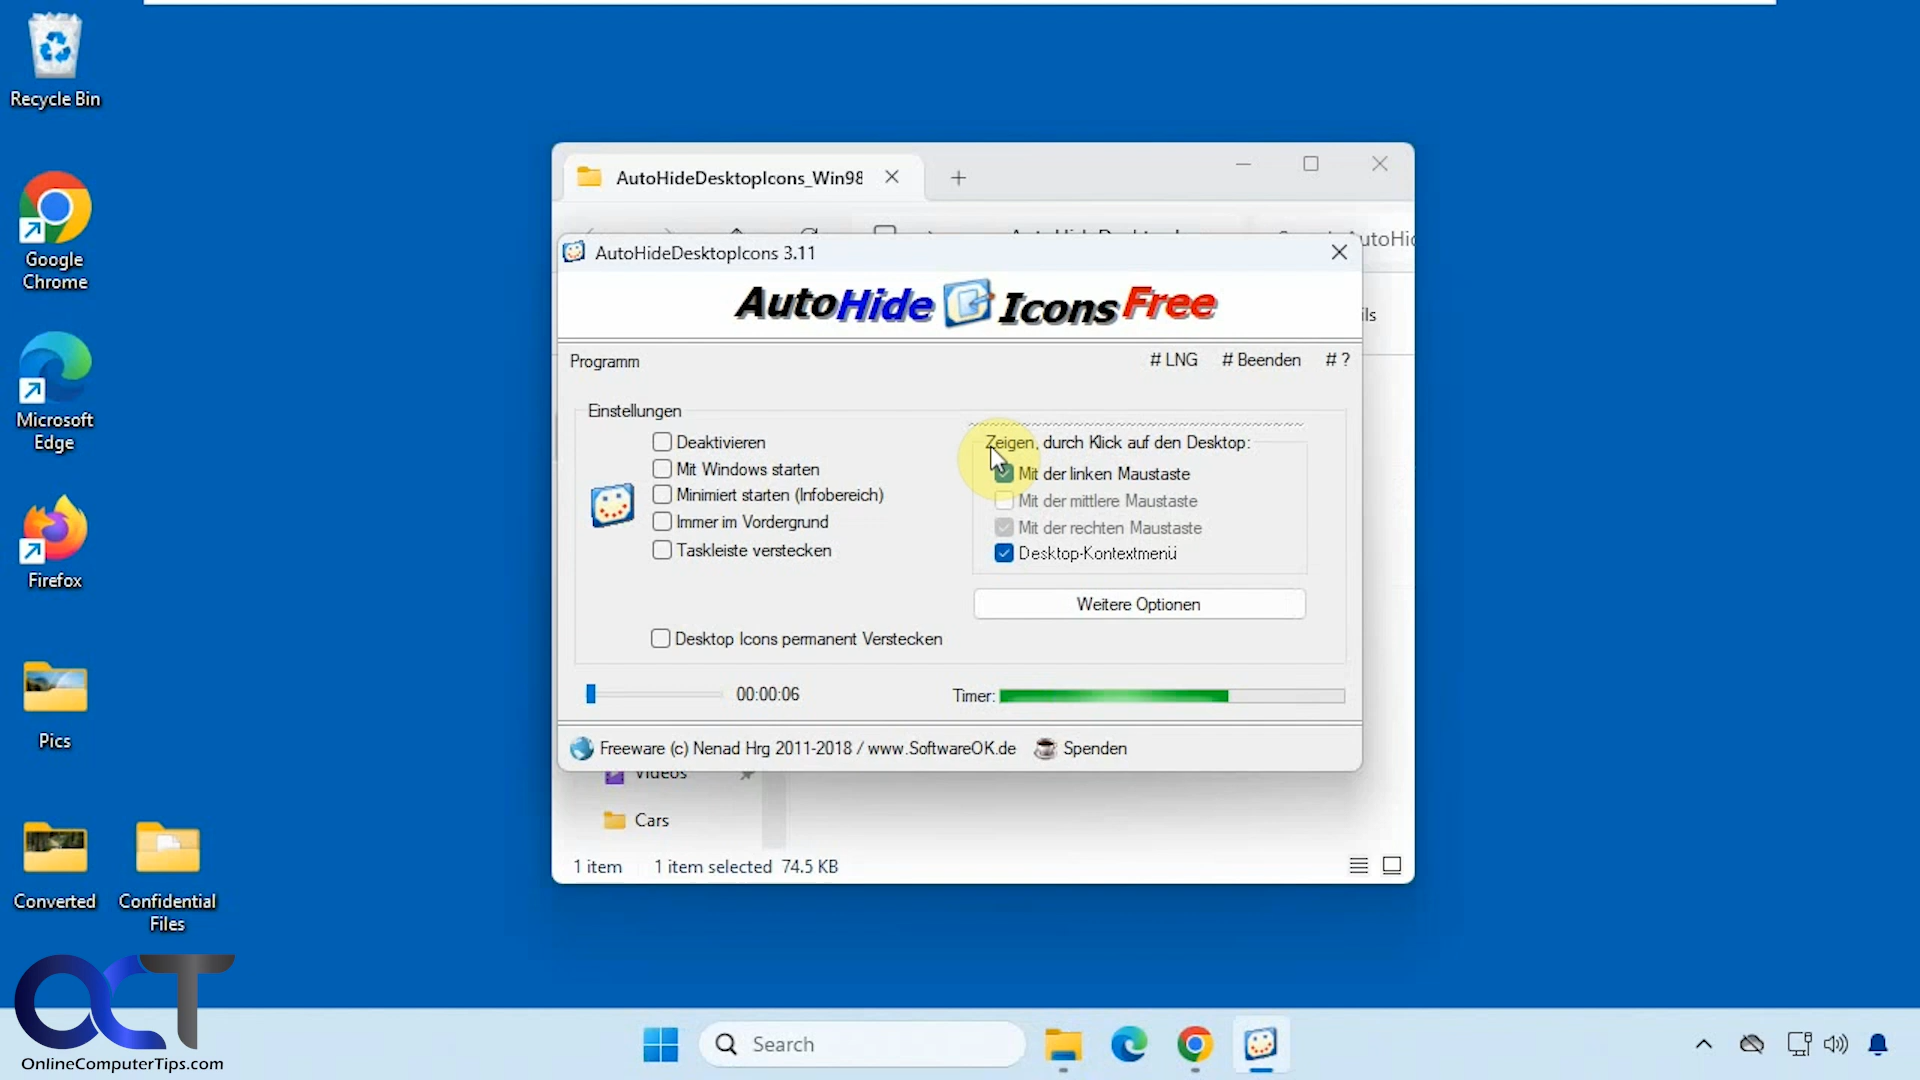 Recycle Bin
Google
Chrome
Microsoft
Edge
Firefox
Pics
Converted
Confidential
Files
AutoHideDesktopIcons_Win98
AutoHideDesktopIcons 3.11
AutoHide Icons Free
Programm
# LNG
# Beenden
# ?
Einstellungen
Deaktivieren
Mit Windows starten
Minimiert starten (Infobereich)
Immer im Vordergrund
Taskleiste verstecken
Desktop Icons permanent Verstecken
Zeigen, durch Klick auf den Desktop:
Mit der linken Maustaste
Mit der mittlere Maustaste
Mit der rechten Maustaste
Desktop-Kontextmenü
Weitere Optionen
00:00:06
Timer:
Freeware (c) Nenad Hrg 2011-2018 / www.SoftwareOK.de
Spenden
Videos
Cars
1 item
1 item selected 74.5 KB
OCT
OnlineComputerTips.com
Search